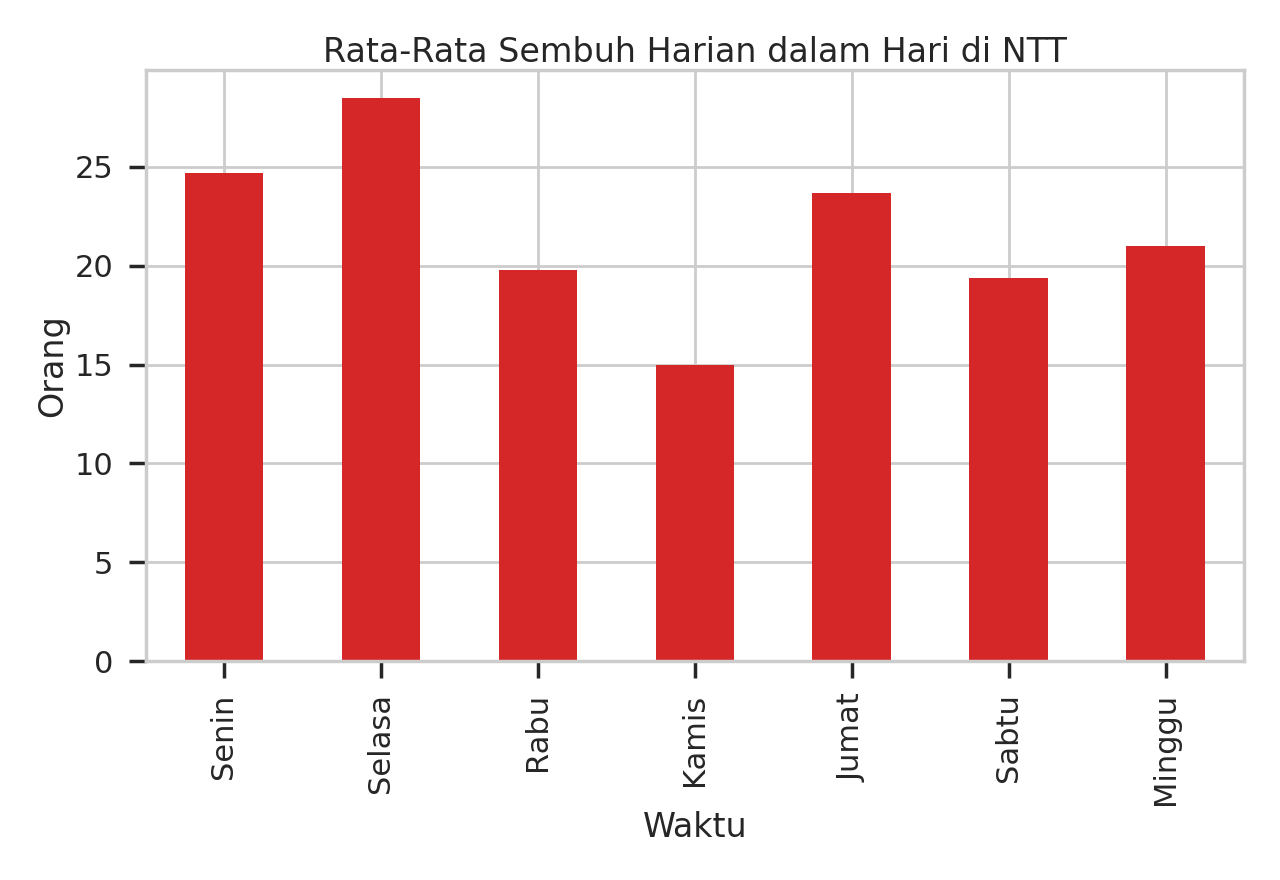 Rata-Rata Sembuh Harian dalam Hari di NTT
Orang
25
20
15
10
5
0
Senin
Selasa
Rabu
Kamis
Jumat
Sabtu
Minggu
Waktu